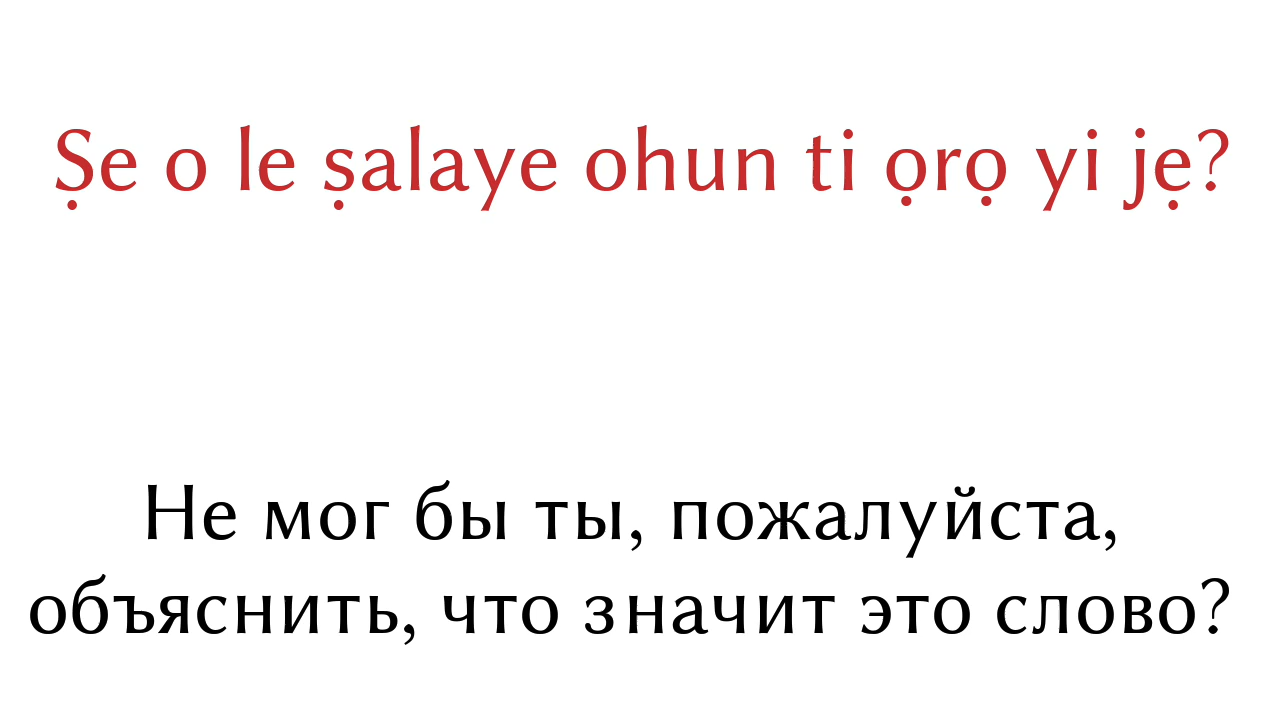 Ṣe o le ṣalaye ohun ti ọrọ yi jẹ?
Не мог бы ты, пожалуйста,
объяснить, что значит это слово?